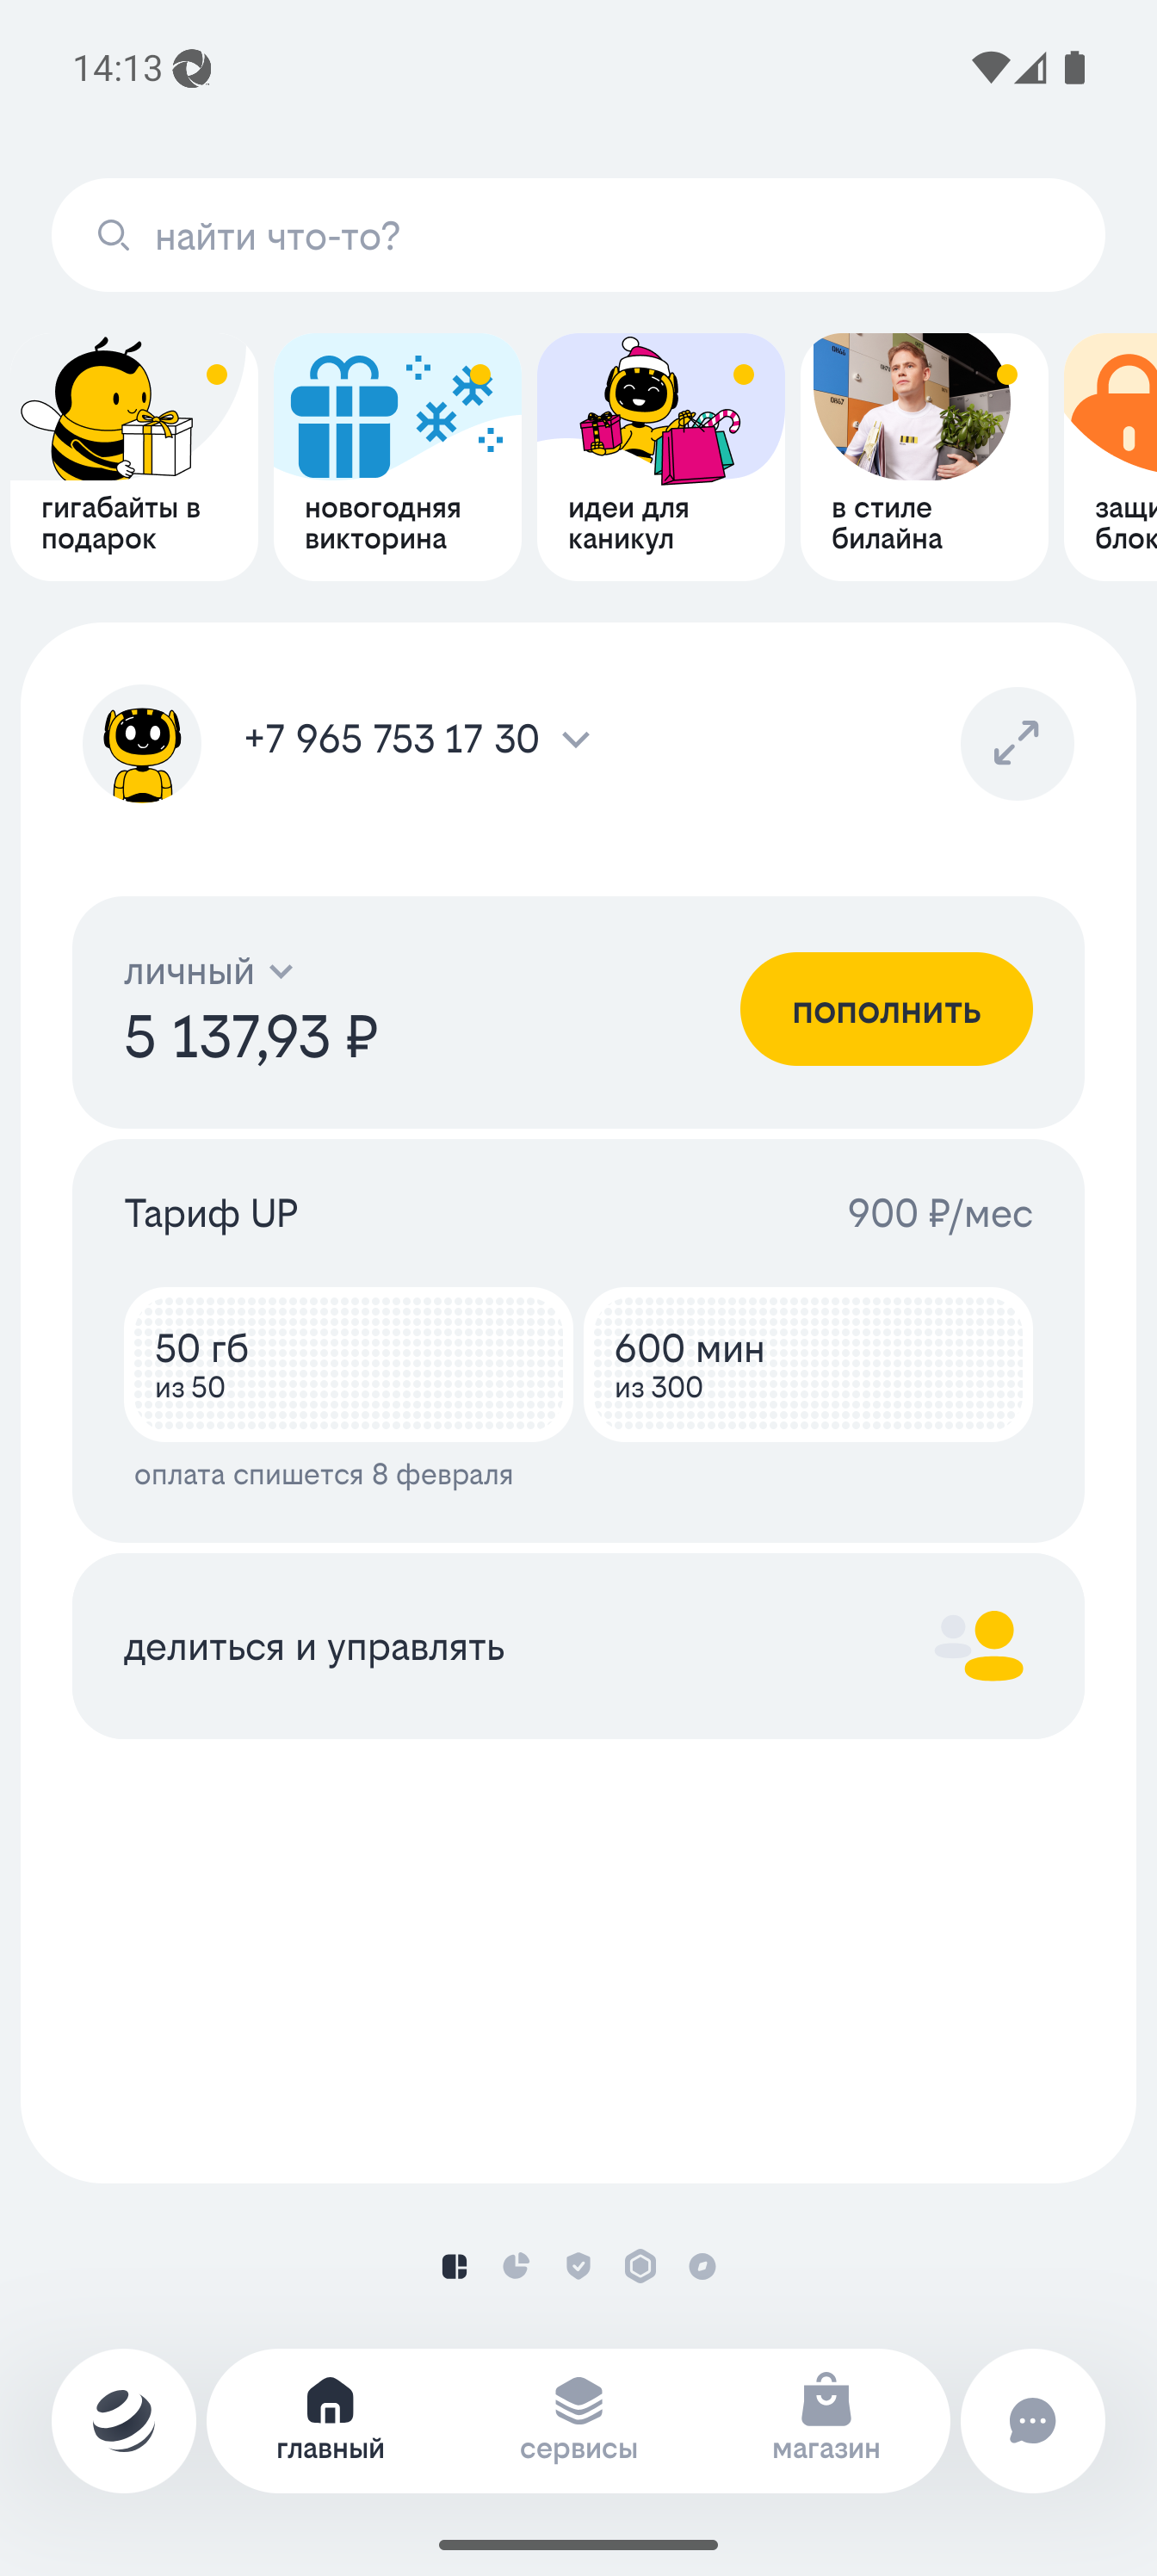 14:13
найти что-то?
гигабайты в
подарок
новогодняя
викторина
идеи для
каникул
в стиле
билайна
защи
блок
+7 965 753 17 30
личный
5 137,93 ₽
пополнить
Тариф UP
900 ₽/мес
50 гб
из 50
600 мин
из 300
оплата спишется 8 февраля
делиться и управлять
главный
сервисы
магазин